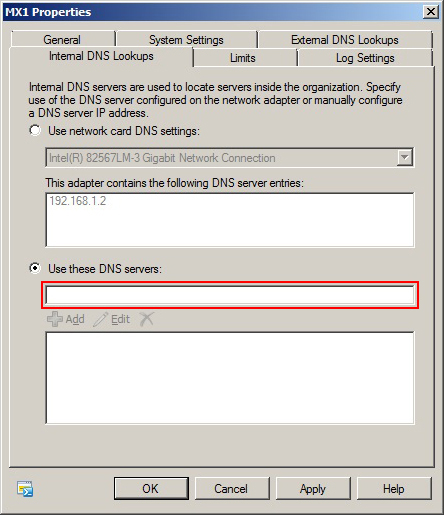 MX1 Properties
General System Settings External DNS Lookups
Internal DNS Lookups Limits Log Settings
Internal DNS servers are used to locate servers inside the organization. Specify
use of the DNS server configured on the network adapter or manually configure
a DNS server IP address.
Use network card DNS settings:
Intel(R) 82567LM-3 Gigabit Network Connection
This adapter contains the following DNS server entries:
192.168.1.2
Use these DNS servers:
Add Edit
OK Cancel Apply Help